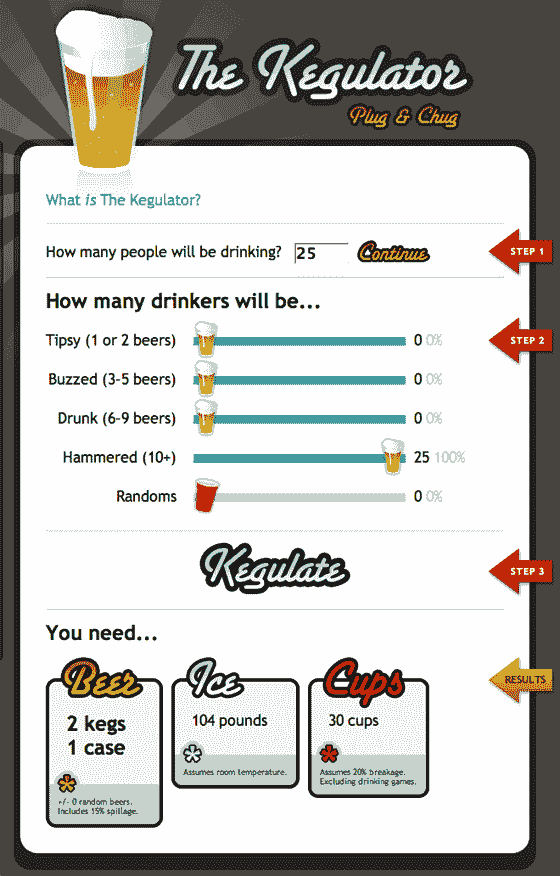 The Kegulator
Plug & Chug
What is The Kegulator?
How many people will be drinking? 25 Continue
STEP 1
How many drinkers will be...
Tipsy (1 or 2 beers) 0 0%
STEP 2
Buzzed (3-5 beers) 0 0%
Drunk (6-9 beers) 0 0%
Hammered (10+) 25 100%
Randoms 0 0%
Kegulate
STEP 3
You need...
RESULTS
Beer
2 kegs
1 case
+/- 0 random beers.
Includes 15% spillage.
Ice
104 pounds
Assumes room temperature.
Cups
30 cups
Assumes 20% breakage.
Excluding drinking games.